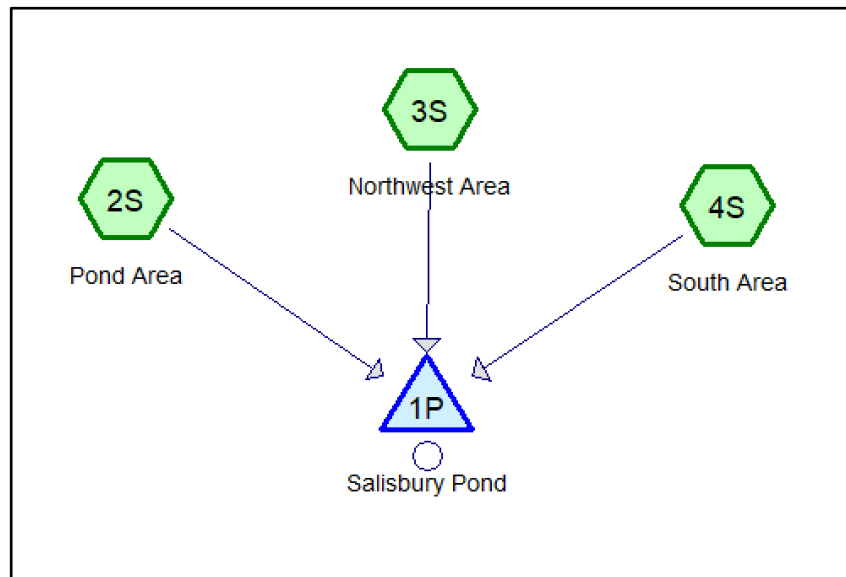 3S
Northwest Area
2S
Pond Area
4S
South Area
1P
Salisbury Pond